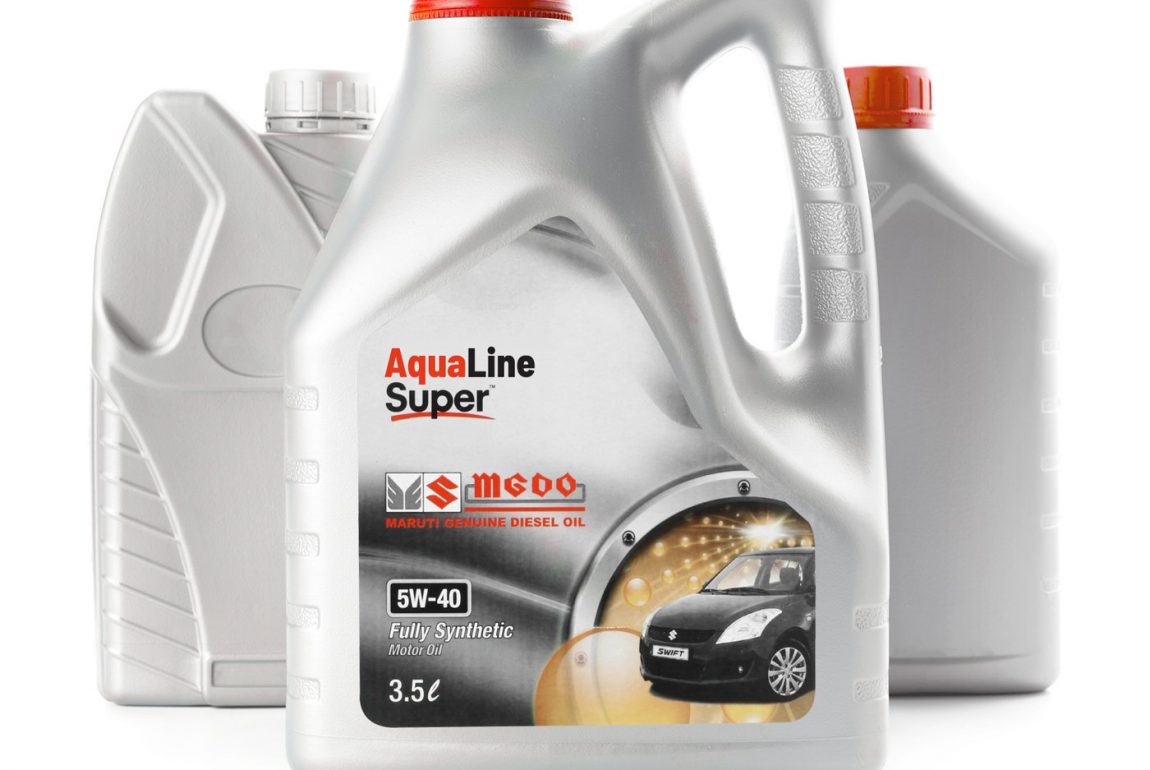 AquaLine
Super™
MGDO
MARUTI GENUINE DIESEL OIL
5W-40
Fully Synthetic
Motor Oil
3.5ℓ
SWIFT